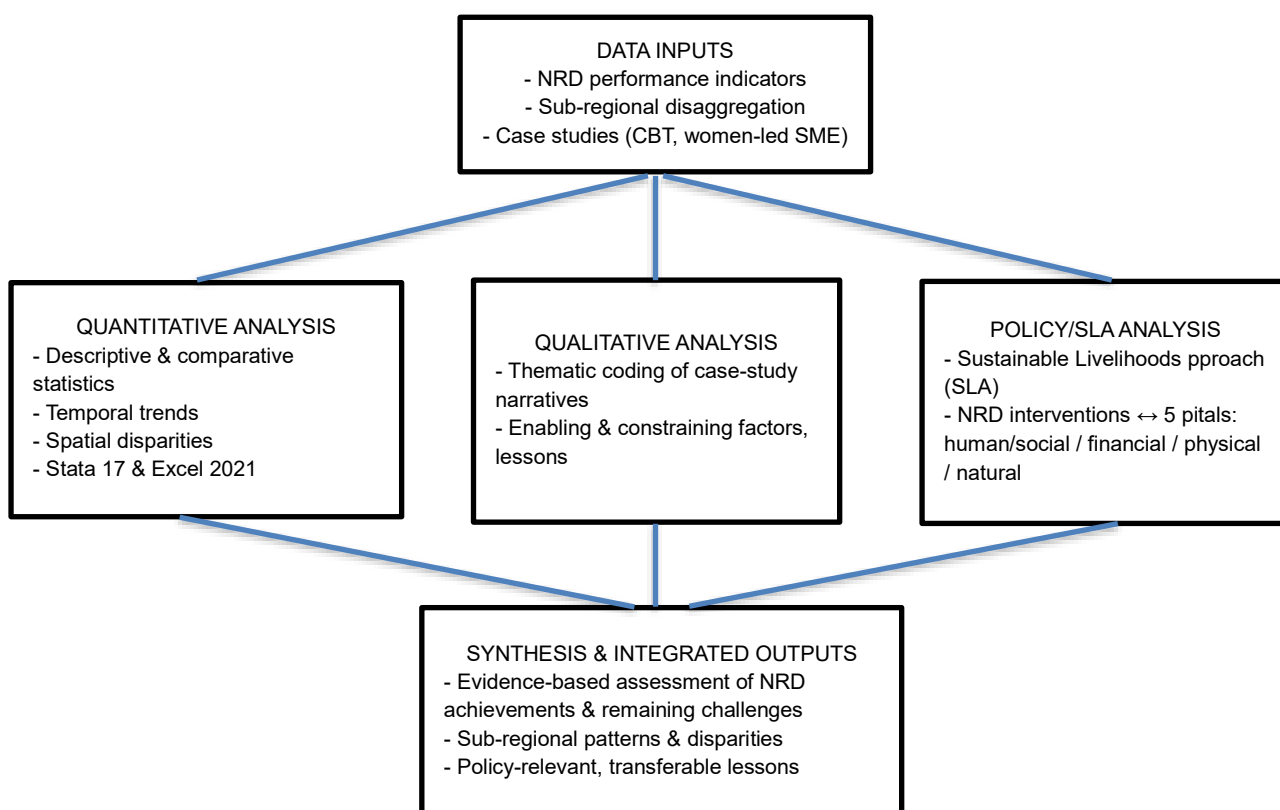 DATA INPUTS
- NRD performance indicators
- Sub-regional disaggregation
- Case studies (CBT, women-led SME)
QUANTITATIVE ANALYSIS
- Descriptive & comparative
statistics
- Temporal trends
- Spatial disparities
- Stata 17 & Excel 2021
QUALITATIVE ANALYSIS
- Thematic coding of case-study
narratives
- Enabling & constraining factors,
lessons
POLICY/SLA ANALYSIS
- Sustainable Livelihoods pproach
(SLA)
- NRD interventions ↔ 5 pitals:
human/social / financial / physical
/ natural
SYNTHESIS & INTEGRATED OUTPUTS
- Evidence-based assessment of NRD
achievements & remaining challenges
- Sub-regional patterns & disparities
- Policy-relevant, transferable lessons